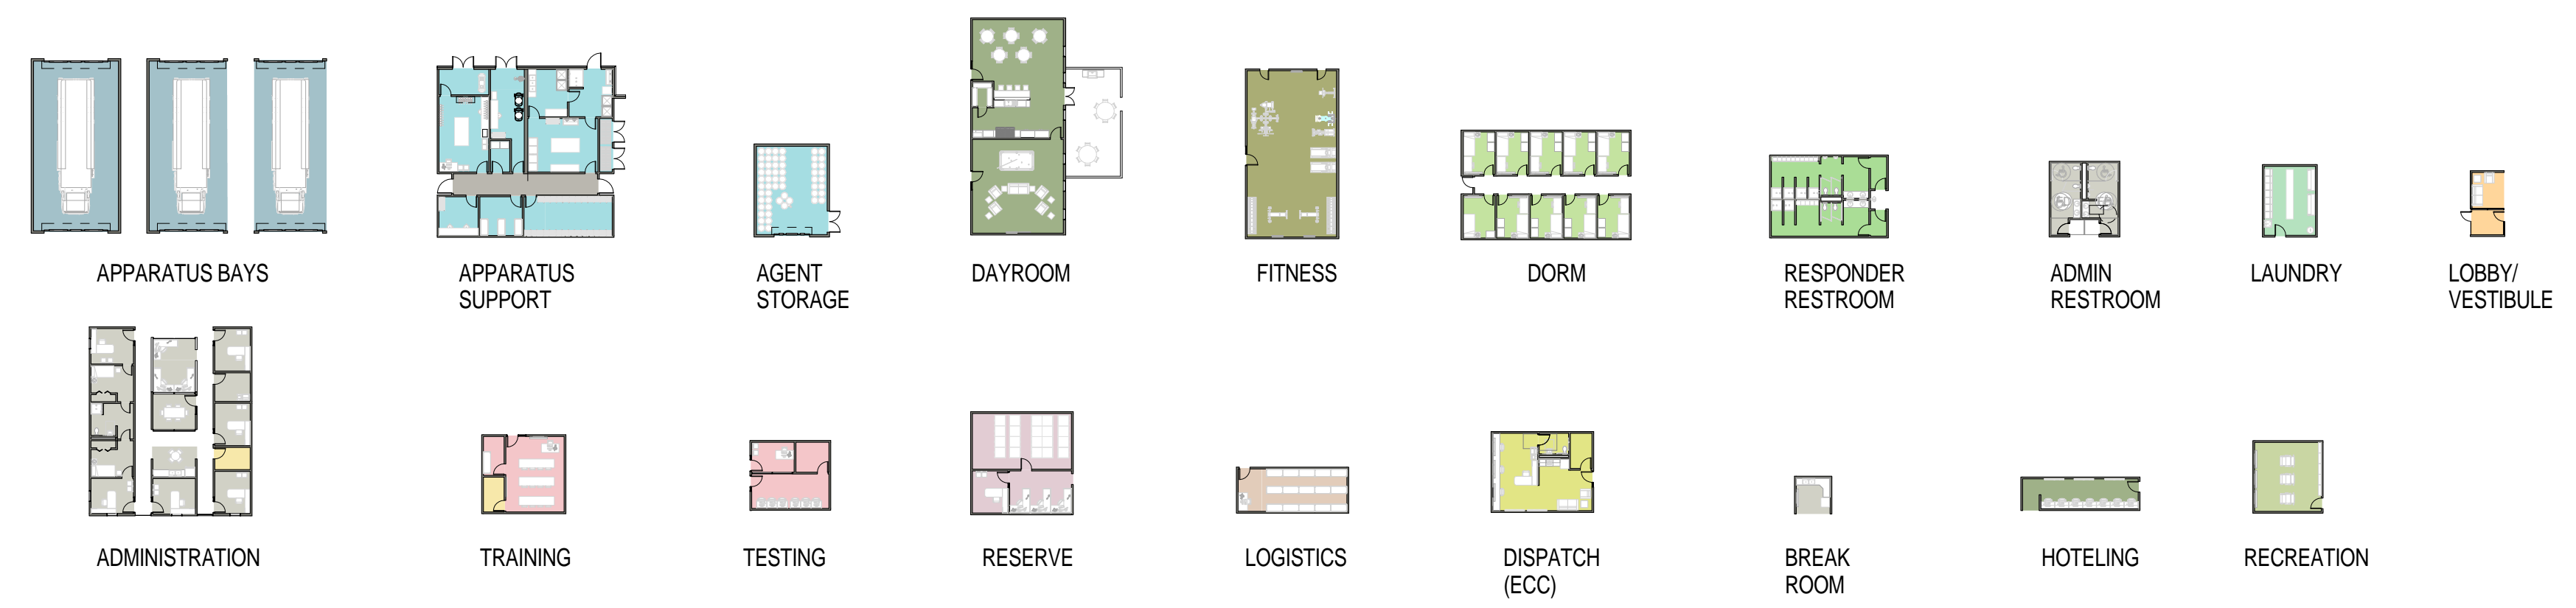 APPARATUS BAYS
APPARATUS
SUPPORT
AGENT
STORAGE
DAYROOM
FITNESS
DORM
RESPONDER
RESTROOM
ADMIN
RESTROOM
LAUNDRY
LOBBY/
VESTIBULE
ADMINISTRATION
TRAINING
TESTING
RESERVE
LOGISTICS
DISPATCH
(ECC)
BREAK
ROOM
HOTELING
RECREATION